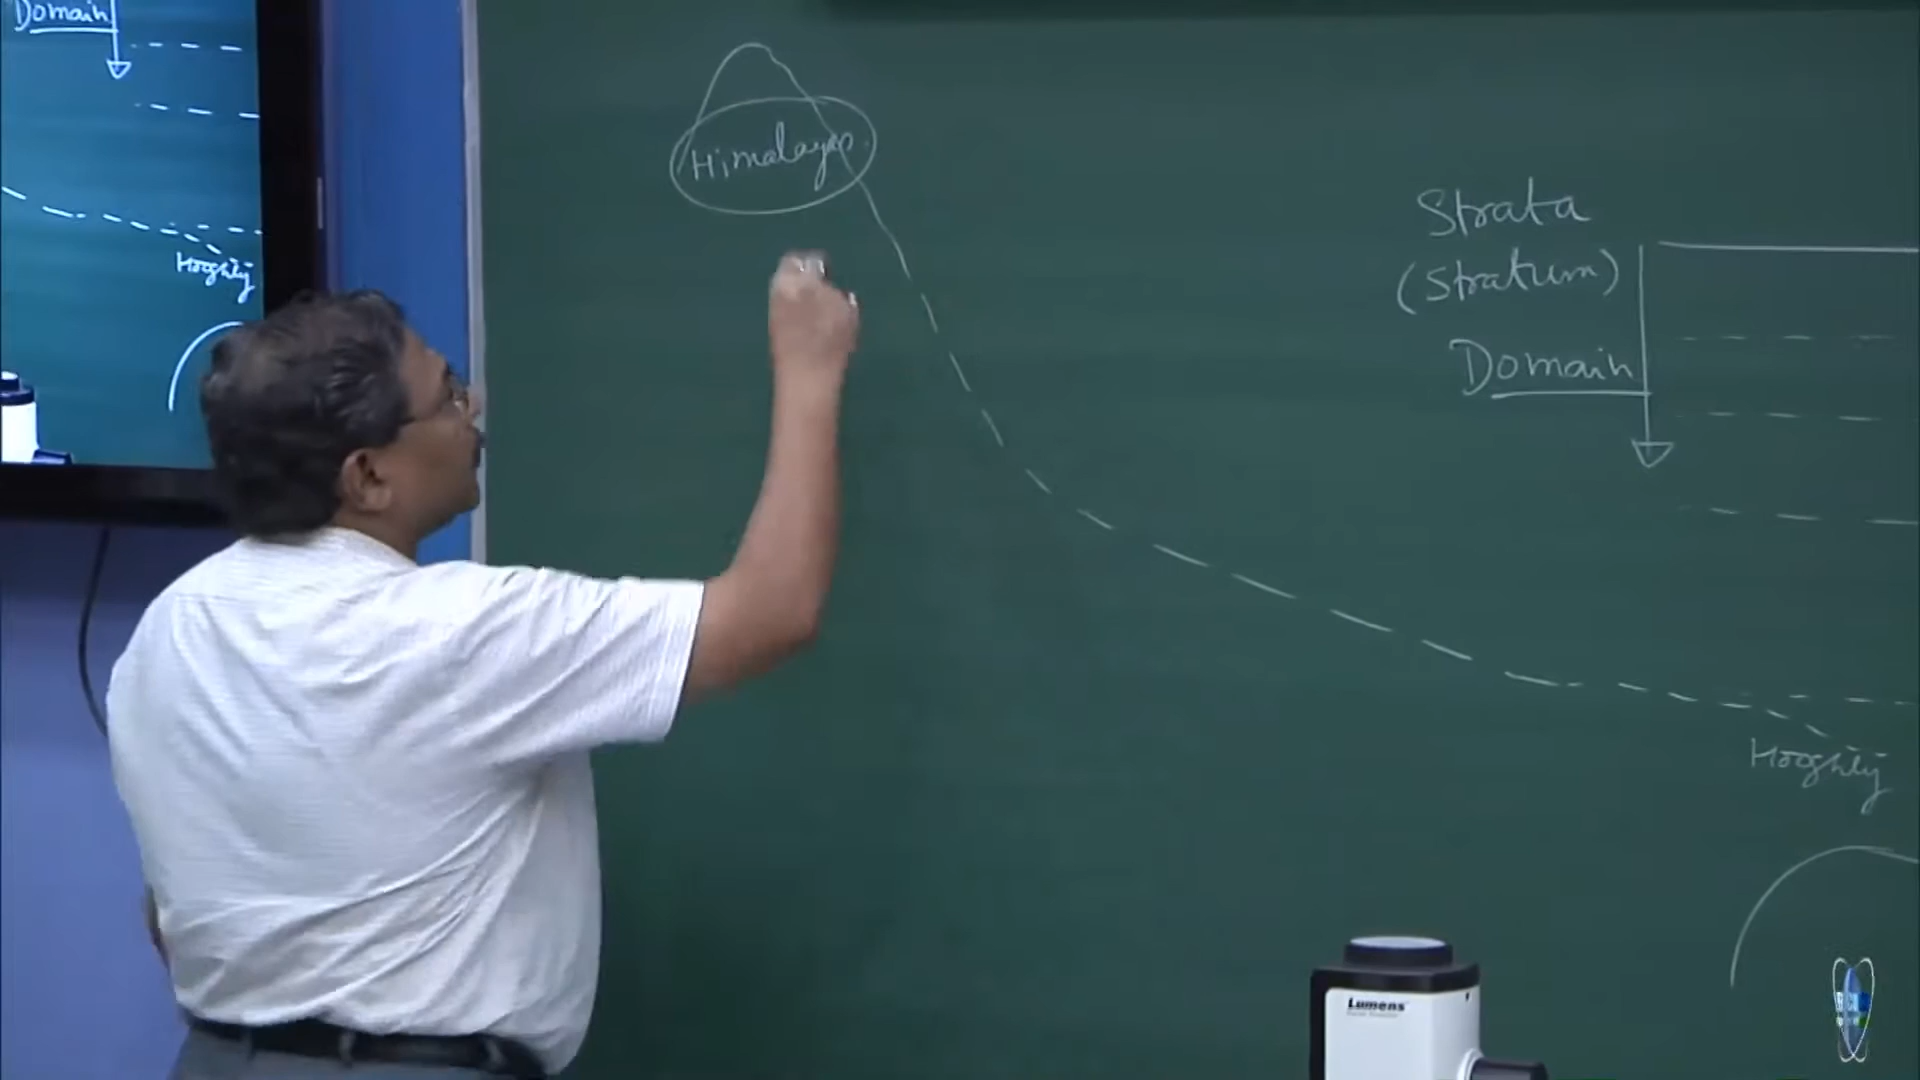 Domain
Hooghly
Himalayas
Strata
(Stratum)
Domain
Hooghly
Lumens